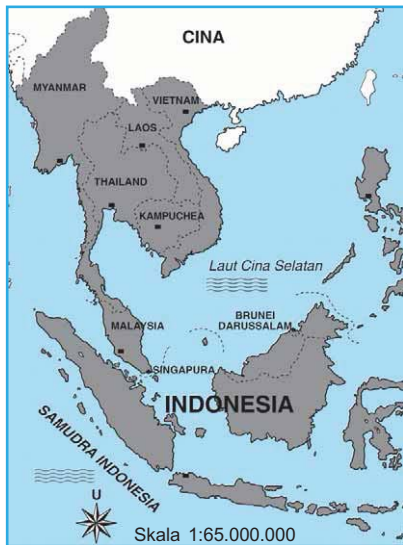 CINA
MYANMAR
VIETNAM
LAOS
THAILAND
KAMPUCHEA
Laut Cina Selatan
BRUNEI
DARUSSALAM
MALAYSIA
SINGAPURA
INDONESIA
SAMUDRA INDONESIA
U
Skala 1:65.000.000